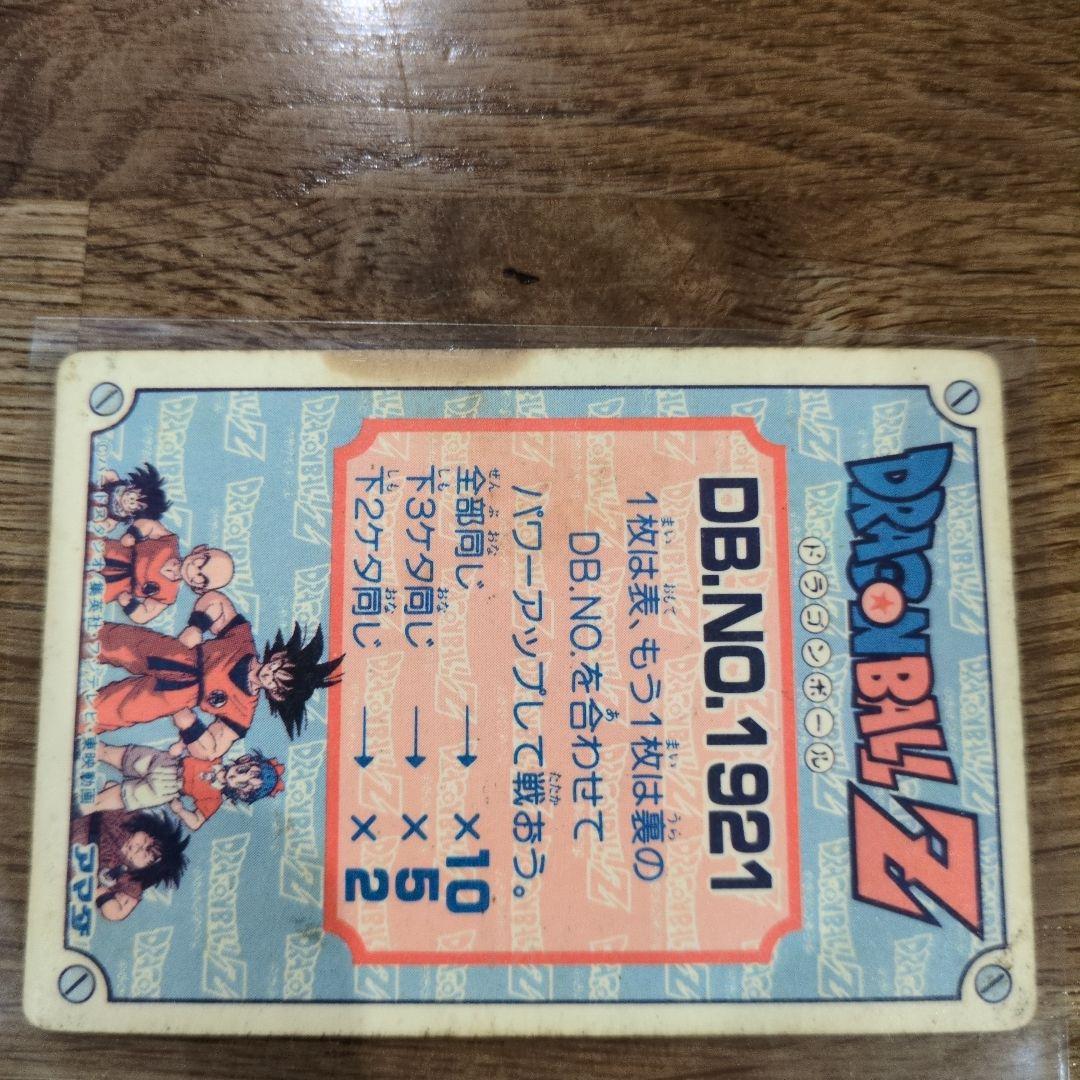 DRAGONBALL Z
ドラゴンボール
DB.NO.1921
1枚は表、もう1枚は裏の
DB.NO.を合わせて
パワーアップして戦おう。
全部同じ → ×10
下3ケタ同じ → ×5
下2ケタ同じ → ×2
アマダ